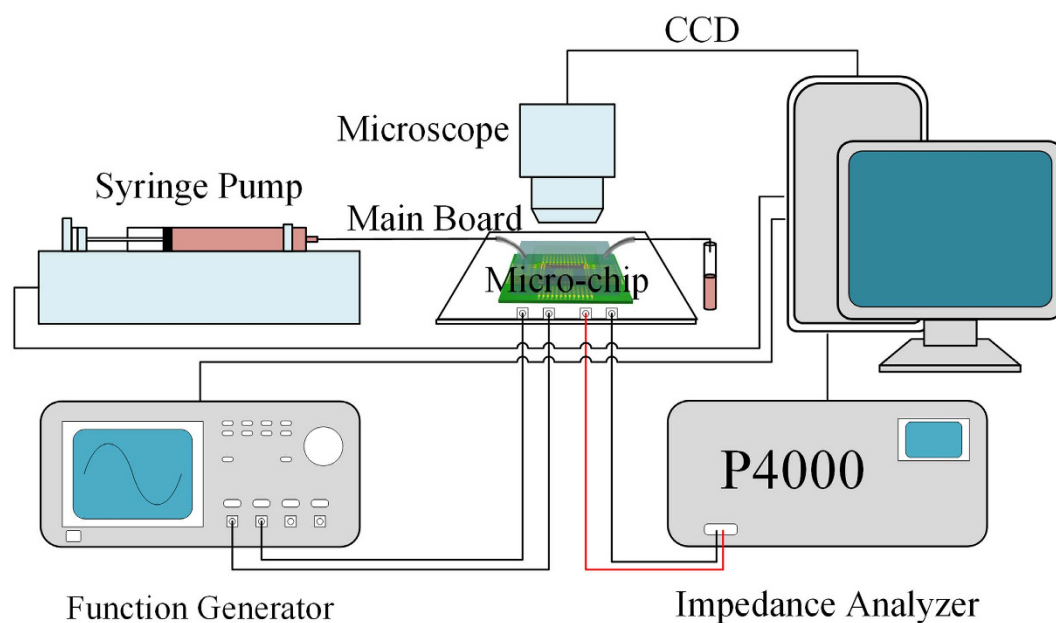 CCD
Microscope
Syringe Pump
Main Board
Micro-chip
P4000
Function Generator
Impedance Analyzer